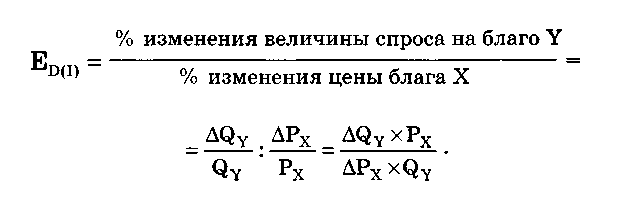 E_D(I) = % изменения величины спроса на благо Y / % изменения цены блага X =
= ΔQ_Y / Q_Y : ΔP_X / P_X = ΔQ_Y × P_X / ΔP_X × Q_Y .